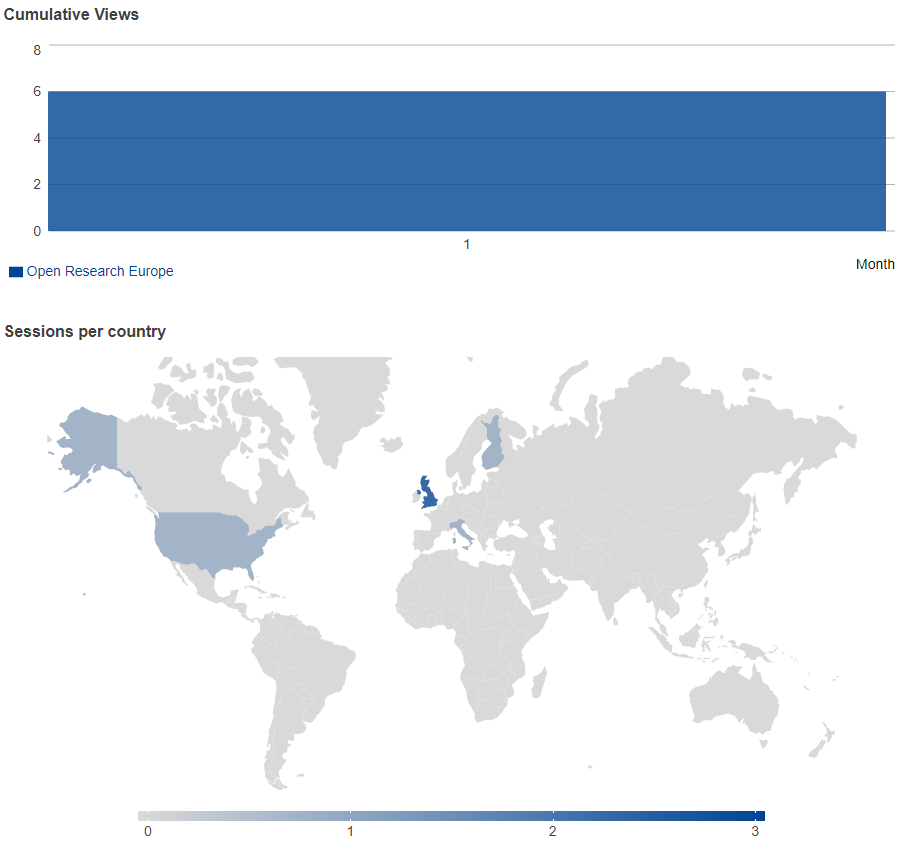 Cumulative Views
8
6
4
2
0
1
Month
Open Research Europe
Sessions per country
0 1 2 3